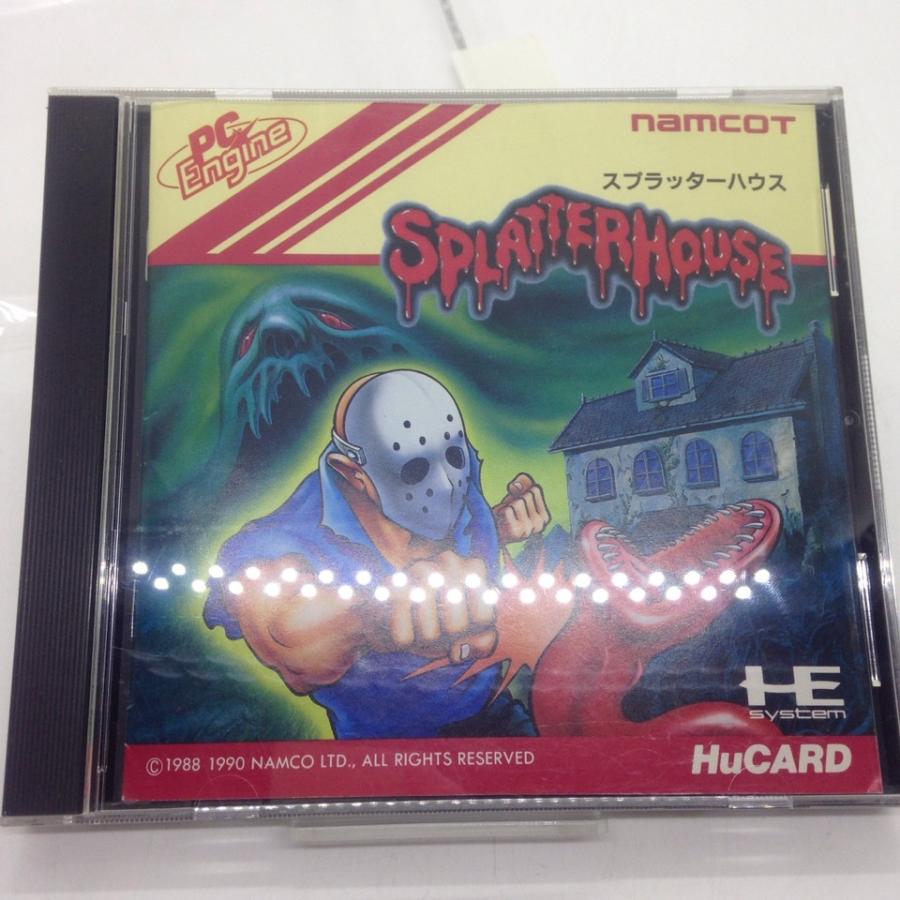 PC Engine
namcoT
スプラッターハウス
SPLATTERHOUSE
HE
system
©1988 1990 NAMCO LTD., ALL RIGHTS RESERVED
HuCARD